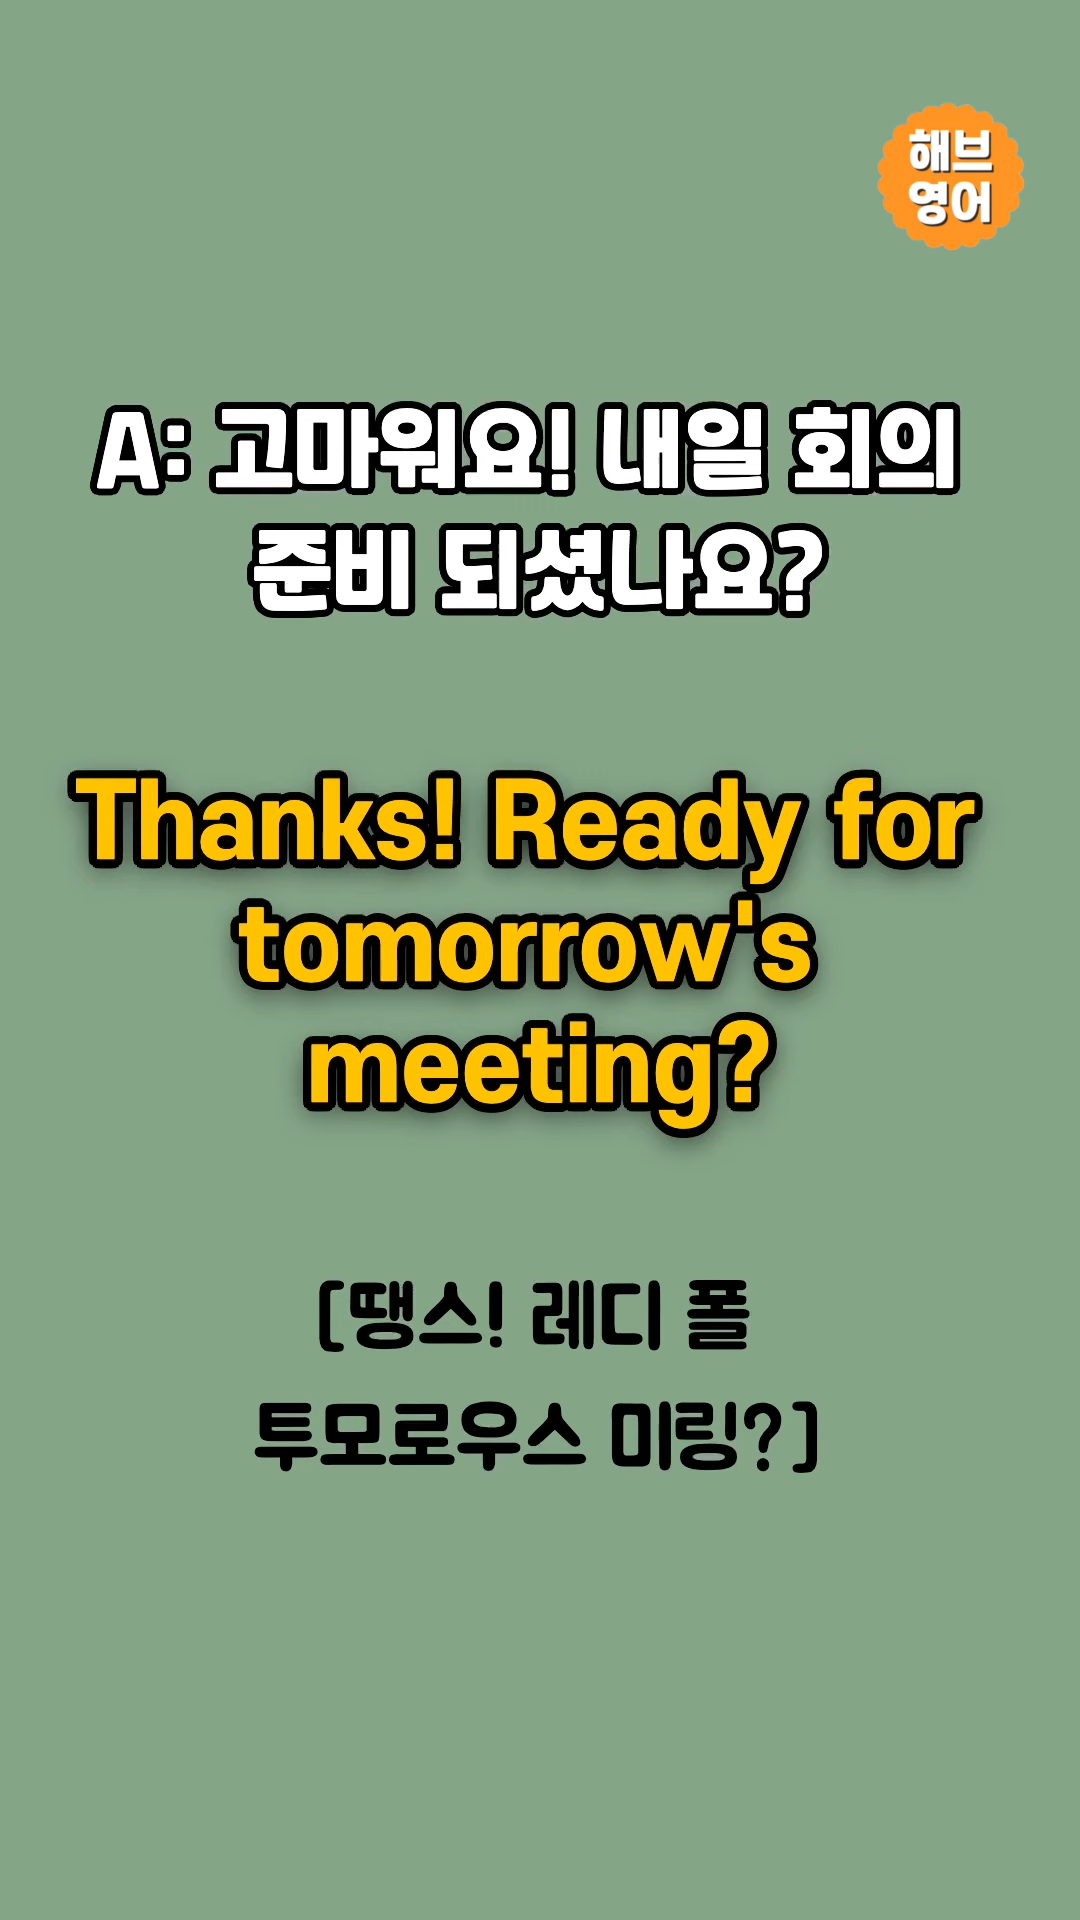 해브
영어
A: 고마워요! 내일 회의
준비 되셨나요?
Thanks! Ready for
tomorrow's
meeting?
[땡스! 레디 폴
투모로우스 미링?]